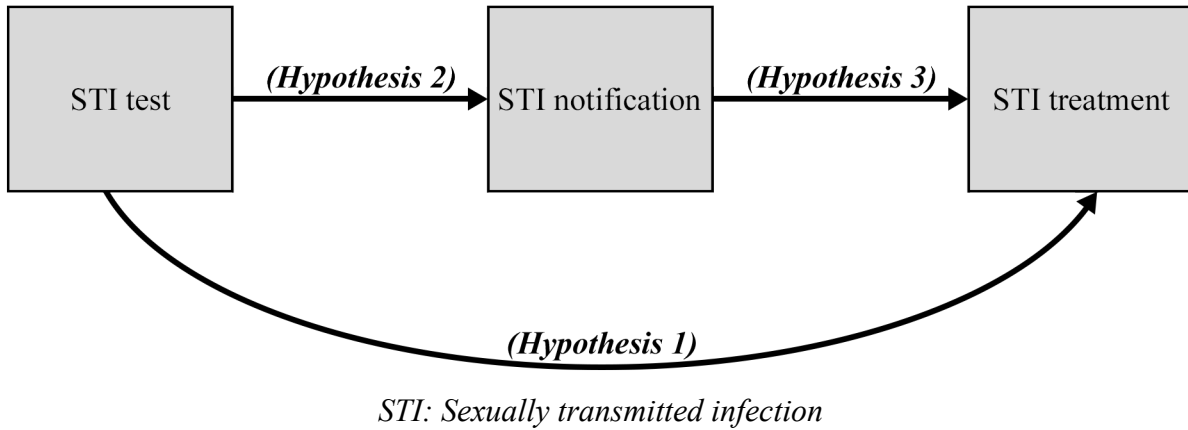 (Hypothesis 2)
(Hypothesis 3)
STI test
STI notification
STI treatment
(Hypothesis 1)
STI: Sexually transmitted infection